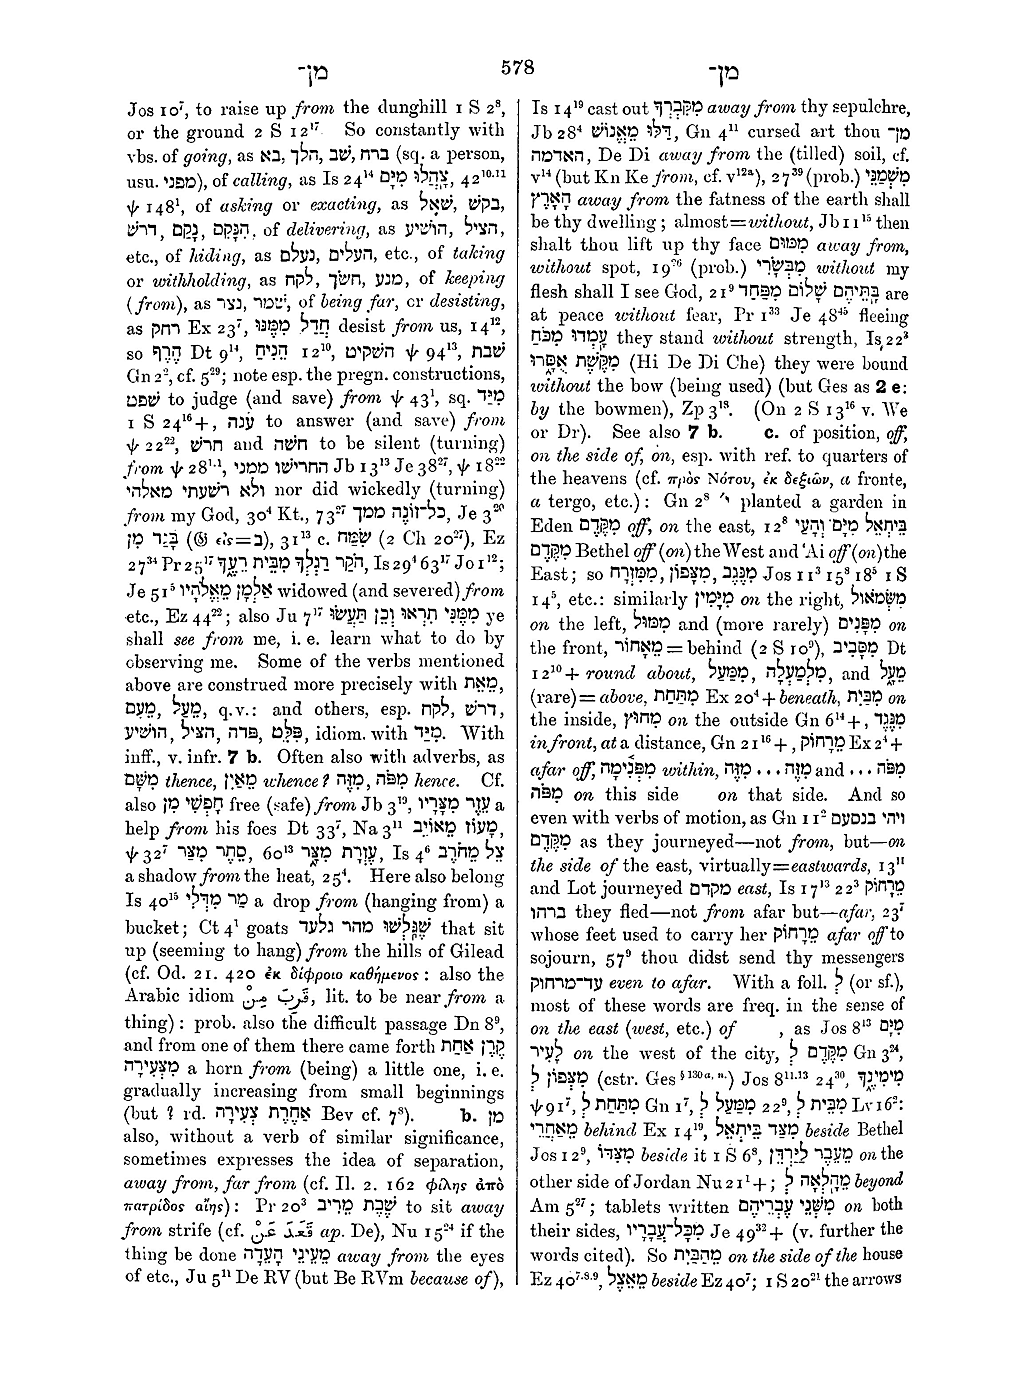 מִן־
578
מִן־
Jos 10⁷, to raise up from the dunghill 1 S 2⁸,
or the ground 2 S 12¹⁷. So constantly with
vbs. of going, as ברח, שׁב, הלך, בא (sq. a person,
usu. מפני), of calling, as Is 24¹⁴ צָֽהֲלוּ מִיָּם, 42¹⁰·¹¹
ψ 148¹, of asking or exacting, as בקשׁ, שׁאל,
דרשׁ, נקם, הִנָּקֵם, of delivering, as הציל, הושׁיע,
etc., of hiding, as העלים, נעלם, etc., of taking
or withholding, as מנע, חשׂך, לקח, of keeping
(from), as שׁמר, נצר, of being far, or desisting,
as רחק Ex 23⁷, חֲדַל מִמֶּנּוּ desist from us, 14¹²,
so הֶרֶף Dt 9¹⁴, הֵנִיחַ 12¹⁰, השׁקיט ψ 94¹³, שׁבת
Gn 2², cf. 5²⁹; note esp. the pregn. constructions,
שׁפט to judge (and save) from ψ 43¹, sq. מִיַּד
1 S 24¹⁶+, ענה to answer (and save) from
ψ 22²², חרשׁ and חשׁה to be silent (turning)
from ψ 28¹·¹, החרישׁו ממני Jb 13¹³ Je 38²⁷, ψ 18²²
ולא רשׁעתי מאלהי nor did wickedly (turning)
from my God, 30⁴ Kt., 73²⁷ כל־זוֹנֶה ממך, Je 3²⁰
בָּגַד מִן (𝔊 εἰς=ב), 31¹³ c. שִׂמַּח (2 Ch 20²⁷), Ez
27³⁴ Pr 25¹⁷ הֹקַר רַגְלְךָ מִבֵּית רֵעֶךָ, Is 29⁴ 63¹⁷ Jo 1¹²;
Je 51⁵ אַלְמָן מֵאֱלֹהָיו widowed (and severed) from
etc., Ez 44²²; also Ju 7¹⁷ מִמֶּנִּי תִרְאוּ וְכֵן תַּעֲשׂוּ ye
shall see from me, i. e. learn what to do by
observing me. Some of the verbs mentioned
above are construed more precisely with מֵאֵת,
מֵעִם, מֵעַל, q.v.: and others, esp. לקח, דרשׁ,
הושׁיע, הציל, פדה, פִּלֵּט, idiom. with מִיַּד. With
inff., v. infr. 7 b. Often also with adverbs, as
מִשָּׁם thence, מֵאַיִן whence? מִזֶּה, מִפֹּה hence. Cf.
also חָפְשִׁי מִן free (safe) from Jb 3¹⁹, עֵזֶר מִצָּרָיו a
help from his foes Dt 33⁷, Na 3¹¹ מָעוֹז מֵאוֹיֵב,
ψ 32⁷ סֵתֶר מִצַּר, 60¹³ עֶזְרָת מִצָּר, Is 4⁶ צֵל מֵחֹרֶב
a shadow from the heat, 25⁴. Here also belong
Is 40¹⁵ מַר מִדְּלִי a drop from (hanging from) a
bucket; Ct 4¹ goats שֶׁגָּֽלְשׁוּ מהר גלעד that sit
up (seeming to hang) from the hills of Gilead
(cf. Od. 21. 420 ἐκ δίφροιο καθήμενος: also the
Arabic idiom قَرُبَ مِنْ, lit. to be near from a
thing): prob. also the difficult passage Dn 8⁹,
and from one of them there came forth קֶרֶן אַחַת
מִצְּעִירָה a horn from (being) a little one, i. e.
gradually increasing from small beginnings
(but ? rd. אַחֶרֶת צְעִירָה Bev cf. 7⁸). b. מן
also, without a verb of similar significance,
sometimes expresses the idea of separation,
away from, far from (cf. Il. 2. 162 φίλης ἀπὸ
πατρίδος αἴης): Pr 20³ שֶׁבֶת מֵרִיב to sit away
from strife (cf. قَعَدَ عَنْ ap. De), Nu 15²⁴ if the
thing be done מֵעֵינֵי הָעֵדָה away from the eyes
of etc., Ju 5¹¹ De RV (but Be RVm because of),
Is 14¹⁹ cast out מִקִּבְרְךָ away from thy sepulchre,
Jb 28⁴ דַּלּוּ מֵאֱנוֹשׁ, Gn 4¹¹ cursed art thou מן־
האדמה, De Di away from the (tilled) soil, cf.
v¹⁴ (but Kn Ke from, cf. v¹²ᵃ), 27³⁹ (prob.) מִשְׁמַנֵּי
הָאָרֶץ away from the fatness of the earth shall
be thy dwelling; almost=without, Jb 11¹⁵ then
shalt thou lift up thy face מִמּוּם away from,
without spot, 19²⁶ (prob.) מִבְּשָׂרִי without my
flesh shall I see God, 21⁹ בָּתֵּיהֶם שָׁלוֹם מִפַּחַד are
at peace without fear, Pr 1³³ Je 48⁴⁵ fleeing
עָמְדוּ מִכֹּחַ they stand without strength, Is 22³
מִקֶּשֶׁת אֻסָּרוּ (Hi De Di Che) they were bound
without the bow (being used) (but Ges as 2 e:
by the bowmen), Zp 3¹⁸. (On 2 S 13¹⁶ v. We
or Dr). See also 7 b. c. of position, off,
on the side of, on, esp. with ref. to quarters of
the heavens (cf. πρὸς Νότου, ἐκ δεξιῶν, a fronte,
a tergo, etc.): Gn 2⁸ י׳ planted a garden in
Eden מִקֶּדֶם off, on the east, 12⁸ בֵּיתְאֵל מִיָּם וְהָעַי
מִקֶּדֶם Bethel off (on) the West and ‘Ai off (on) the
East; so מִנֶּגֶב, מִצָּפוֹן, מִמִּזְרָח Jos 11³ 15⁸ 18⁵ 1 S
14⁵, etc.: similarly מִיָּמִין on the right, מִשְּׂמֹאול
on the left, מִמּוּל and (more rarely) מִפָּנִים on
the front, מֵאָחוֹר = behind (2 S 10⁹), מִסָּבִיב Dt
12¹⁰+ round about, מִמַּעַל, מִלְמַעְלָה, and מֵעָל
(rare)= above, מִתַּחַת Ex 20⁴+ beneath, מִבַּיִת on
the inside, מִחוּץ on the outside Gn 6¹⁴+, מִנֶּגֶד
in front, at a distance, Gn 21¹⁶+, מֵרָחוֹק Ex 2⁴+
afar off, מִפְּנִימָה within, מִזֶּה ... מִזֶּה and ... מִפֹּה
מִפֹּה on this side on that side. And so
even with verbs of motion, as Gn 11² ויהי בנסעם
מִקֶּדֶם as they journeyed—not from, but—on
the side of the east, virtually=eastwards, 13¹¹
and Lot journeyed מקדם east, Is 17¹³ 22³ מֵרָחוֹק
ברחו they fled—not from afar but—afar, 23⁷
whose feet used to carry her מֵרָחוֹק afar off to
sojourn, 57⁹ thou didst send thy messengers
עד־מרחוק even to afar. With a foll. לְ (or sf.),
most of these words are freq. in the sense of
on the east (west, etc.) of , as Jos 8¹³ מִיָּם
לָעִיר on the west of the city, מִקֶּדֶם לְ Gn 3²⁴,
מִצְּפוֹן לְ (cstr. Ges § 130 a, n.) Jos 8¹¹·¹³ 24³⁰, מִימִינֶךָ
ψ 91⁷, מִתַּחַת לְ Gn 1⁷, מִמַּעַל לְ 22⁹, מִבֵּית לְ Lv 16²:
מֵאַחֲרֵי behind Ex 14¹⁹, מִצַּד בֵּיתְאֵל beside Bethel
Jos 12⁹, מִצִּדּוֹ beside it 1 S 6⁸, מֵעֵבֶר לַיַּרְדֵּן on the
other side of Jordan Nu 21¹+; מֵהָלְאָה לְ beyond
Am 5²⁷; tablets written מִשְּׁנֵי עֶבְרֵיהֶם on both
their sides, מִכָּל־עֲבָרָיו Je 49³²+ (v. further the
words cited). So מֵהַבַּיִת on the side of the house
Ez 40⁷·⁸·⁹, מֵאֵצֶל beside Ez 40⁷; 1 S 20²¹ the arrows